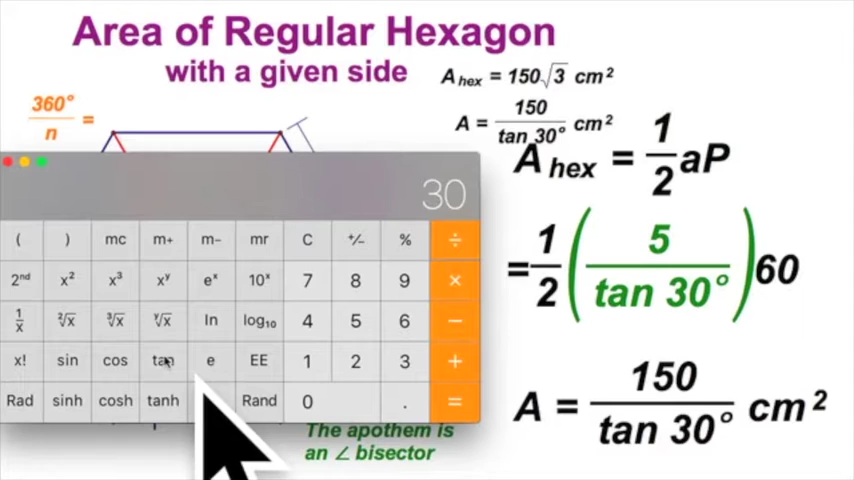 Area of Regular Hexagon
with a given side
360°
n
=
A hex = 150√3 cm²
A = 150 / tan 30° cm²
A hex = 1/2 aP
= 1/2 ( 5 / tan 30° ) 60
A = 150 / tan 30° cm²
30
( ) mc m+ m- mr C +/- % ÷
2nd x² x³ xʸ eˣ 10ˣ 7 8 9 ×
1/x ²√x ³√x ʸ√x ln log₁₀ 4 5 6 −
x! sin cos tan e EE 1 2 3 +
Rad sinh cosh tanh Rand 0 . =
The apothem is
an ∠ bisector